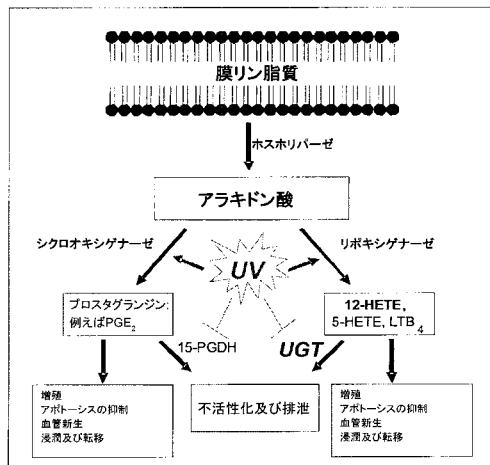 膜リン脂質
ホスホリパーゼ
アラキドン酸
シクロオキシゲナーゼ
リポキシゲナーゼ
UV
プロスタグランジン:
例えばPGE2
12-HETE,
5-HETE, LTB4
15-PGDH
UGT
増殖
アポトーシスの抑制
血管新生
浸潤及び転移
不活性化及び排泄
増殖
アポトーシスの抑制
血管新生
浸潤及び転移